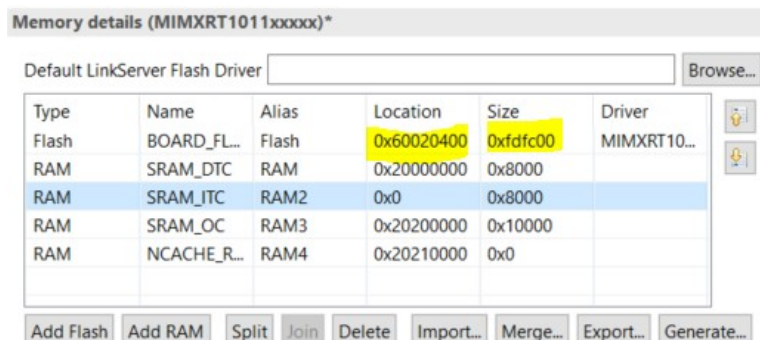 Memory details (MIMXRT1011xxxxx)*
Default LinkServer Flash Driver Browse...
Type Name Alias Location Size Driver
Flash BOARD_FL... Flash 0x60020400 0xfdfc00 MIMXRT10...
RAM SRAM_DTC RAM 0x20000000 0x8000
RAM SRAM_ITC RAM2 0x0 0x8000
RAM SRAM_OC RAM3 0x20200000 0x10000
RAM NCACHE_R... RAM4 0x20210000 0x0
Add Flash Add RAM Split Join Delete Import... Merge... Export... Generate...